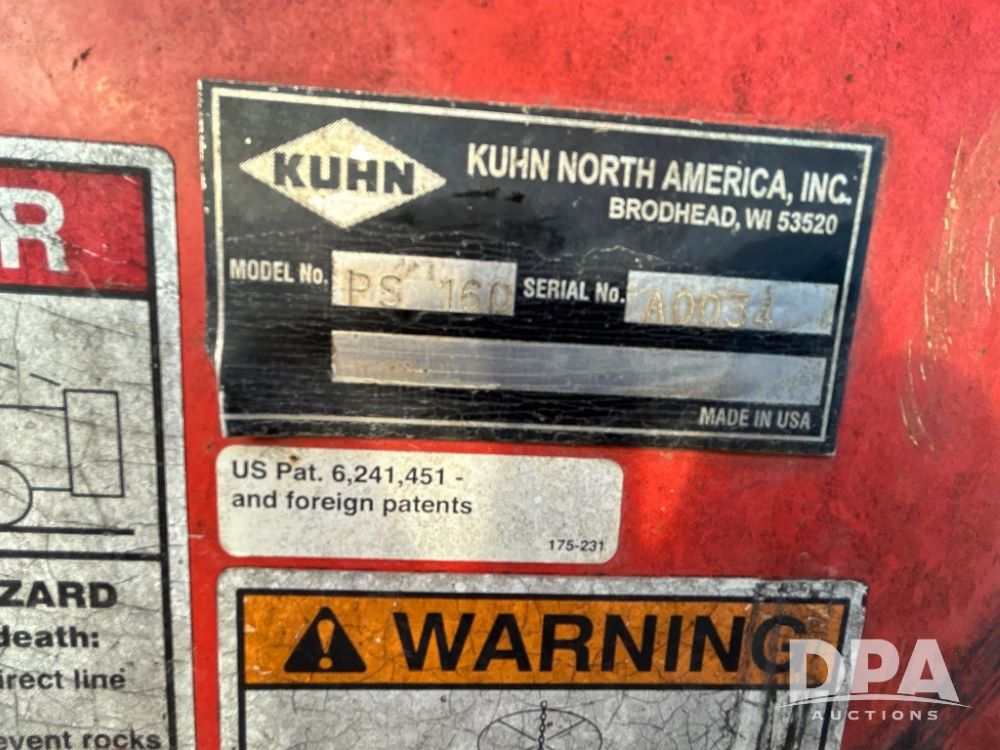 KUHN
KUHN NORTH AMERICA, INC.
BRODHEAD, WI 53520
MODEL No. PS 160 SERIAL No. A0034
MADE IN USA
US Pat. 6,241,451 -
and foreign patents
175-231
R
ZARD
death:
irect line
event rocks
WARNING
DPA
AUCTIONS